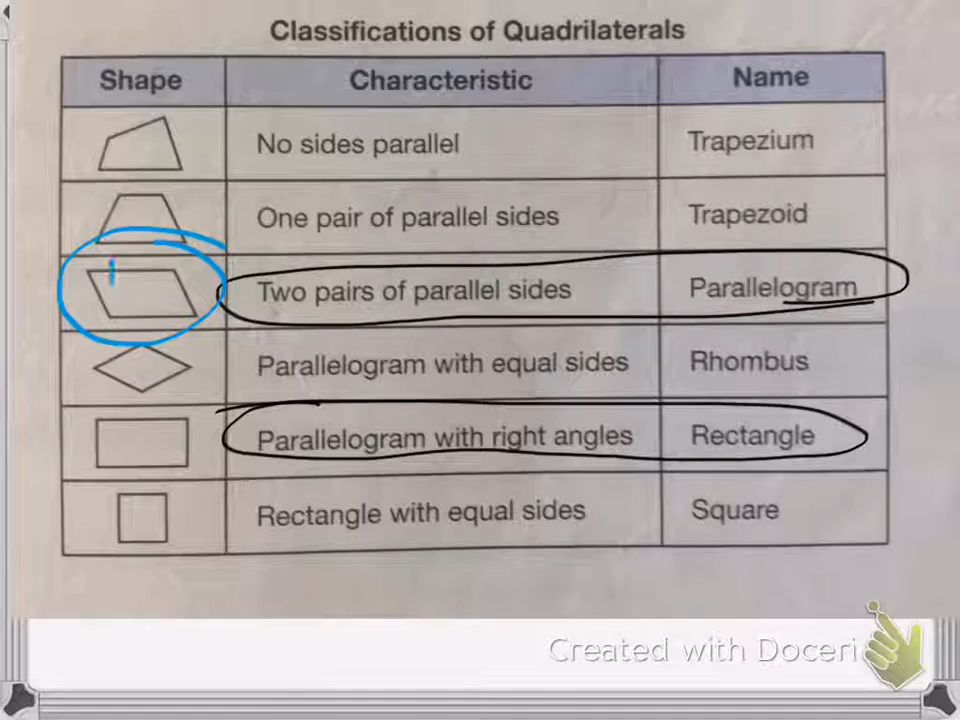 Classifications of Quadrilaterals
Shape Characteristic Name
No sides parallel Trapezium
One pair of parallel sides Trapezoid
Two pairs of parallel sides Parallelogram
Parallelogram with equal sides Rhombus
Parallelogram with right angles Rectangle
Rectangle with equal sides Square
Created with Doceri